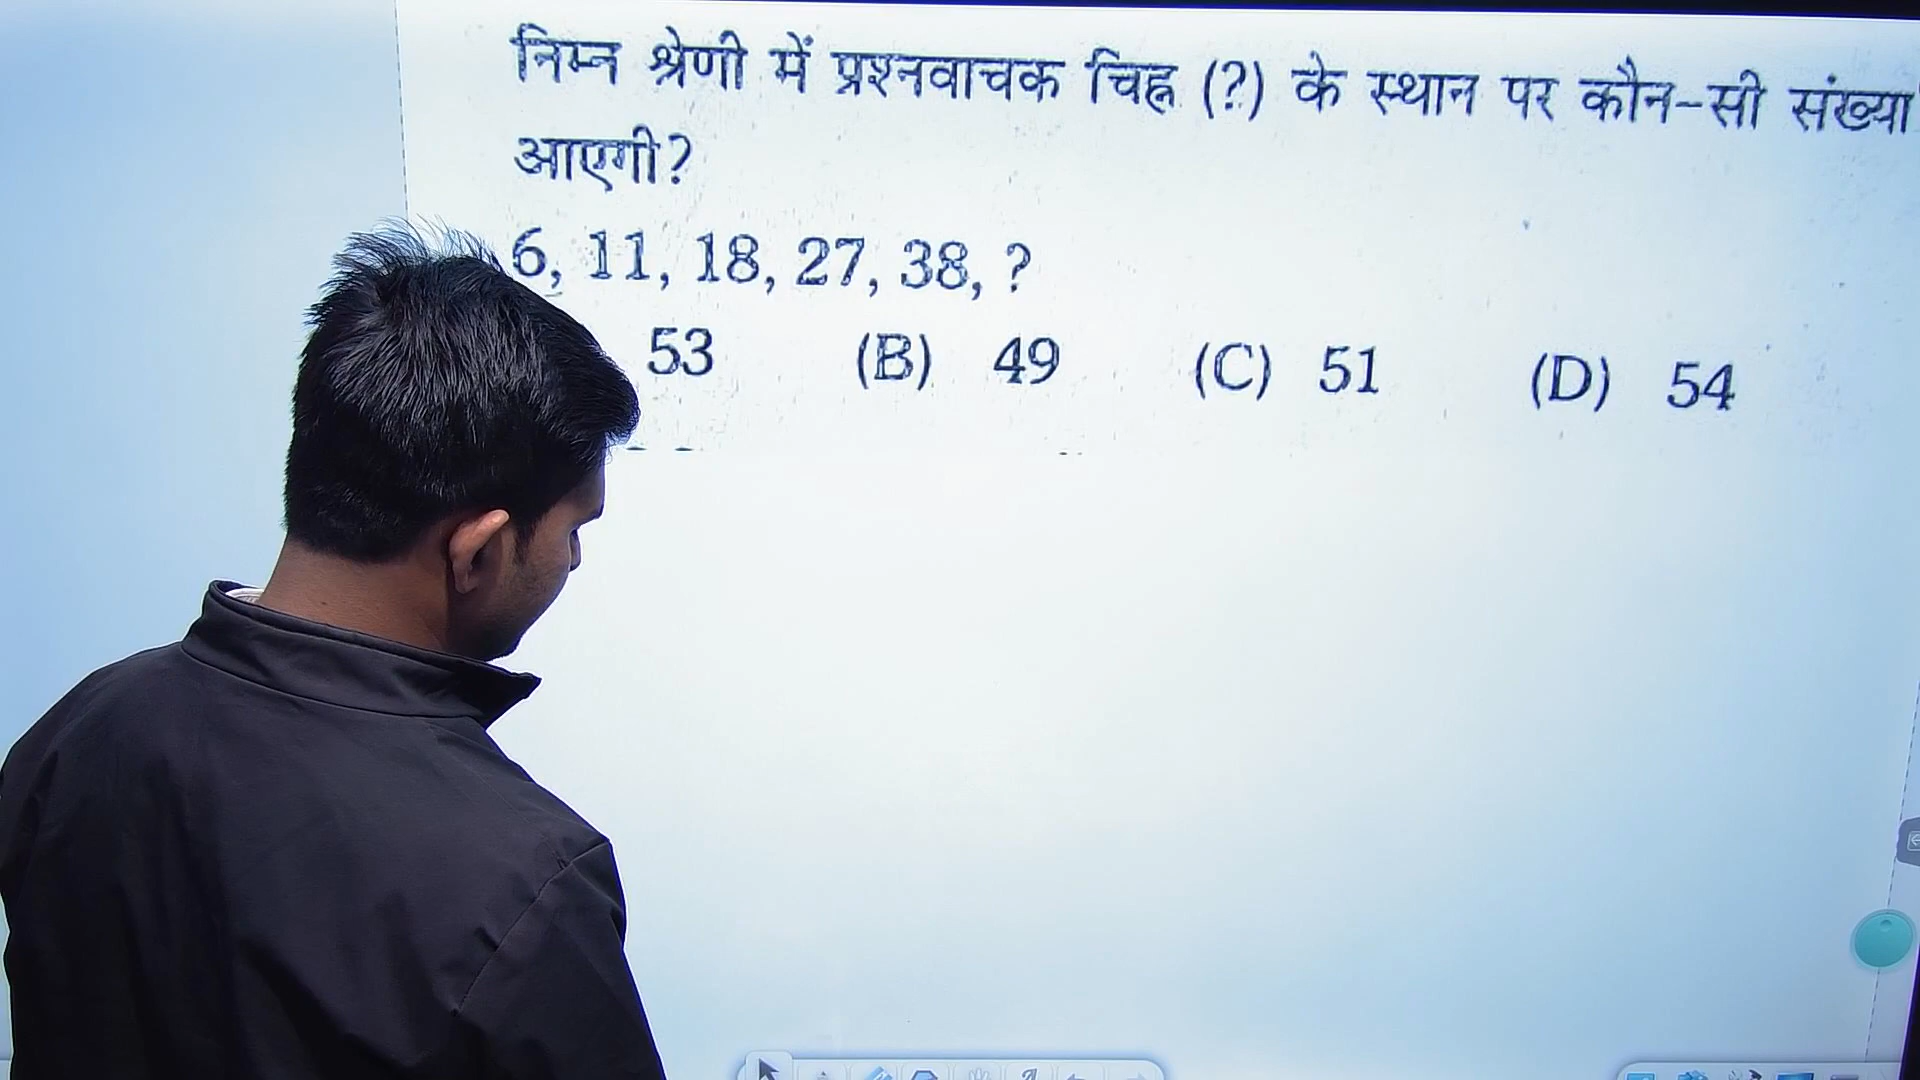 निम्न श्रेणी में प्रश्नवाचक चिह्न (?) के स्थान पर कौन-सी संख्या
आएगी?
6, 11, 18, 27, 38, ?
53 (B) 49 (C) 51 (D) 54